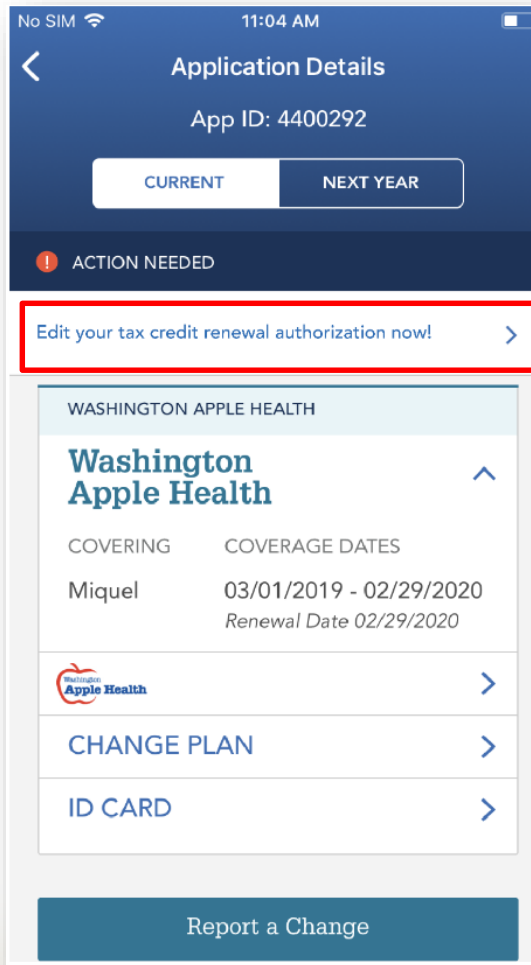 No SIM 11:04 AM
Application Details
App ID: 4400292
CURRENT NEXT YEAR
! ACTION NEEDED
Edit your tax credit renewal authorization now!
WASHINGTON APPLE HEALTH
Washington
Apple Health
COVERING COVERAGE DATES
Miquel 03/01/2019 - 02/29/2020
Renewal Date 02/29/2020
Washington
Apple Health
CHANGE PLAN
ID CARD
Report a Change